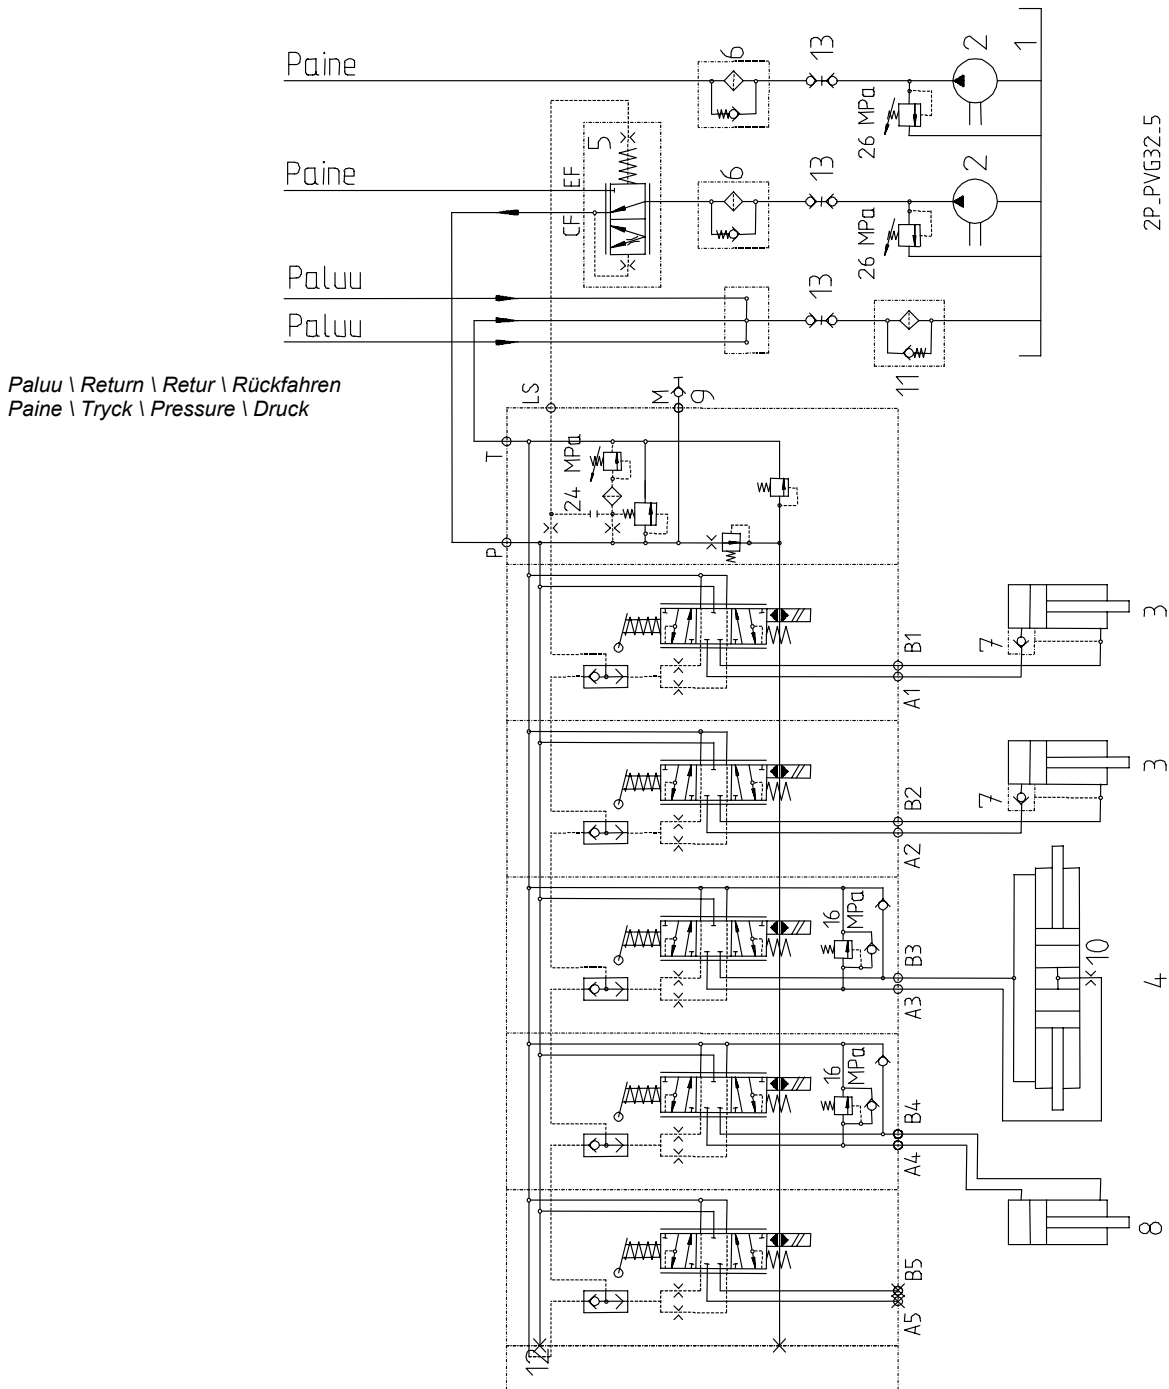 Paine
6
13
2
1
26 MPa
5
Paine
EF
CF
6
13
2
26 MPa
2P_PVG32_5
Paluu
Paluu
13
11
Paluu \ Return \ Retur \ Rückfahren
Paine \ Tryck \ Pressure \ Druck
LS
M
9
T
24 MPa
P
B1
A1
7
3
B2
A2
7
3
16 MPa
B3
A3
10
4
16 MPa
B4
A4
8
B5
A5
12